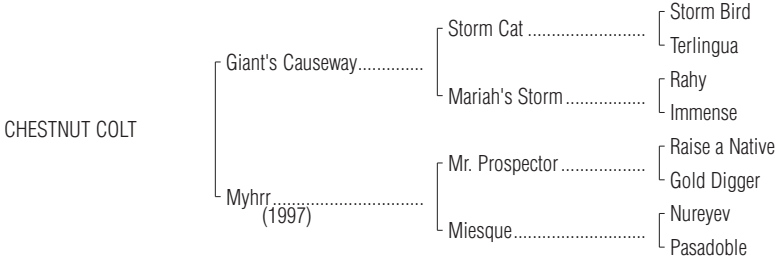 Storm Bird
Storm Cat ..........................
Terlingua
Giant's Causeway..............
Rahy
Mariah's Storm .................
Immense
CHESTNUT COLT
Raise a Native
Mr. Prospector ..................
Gold Digger
Myhrr.................................
(1997)
Nureyev
Miesque.............................
Pasadoble